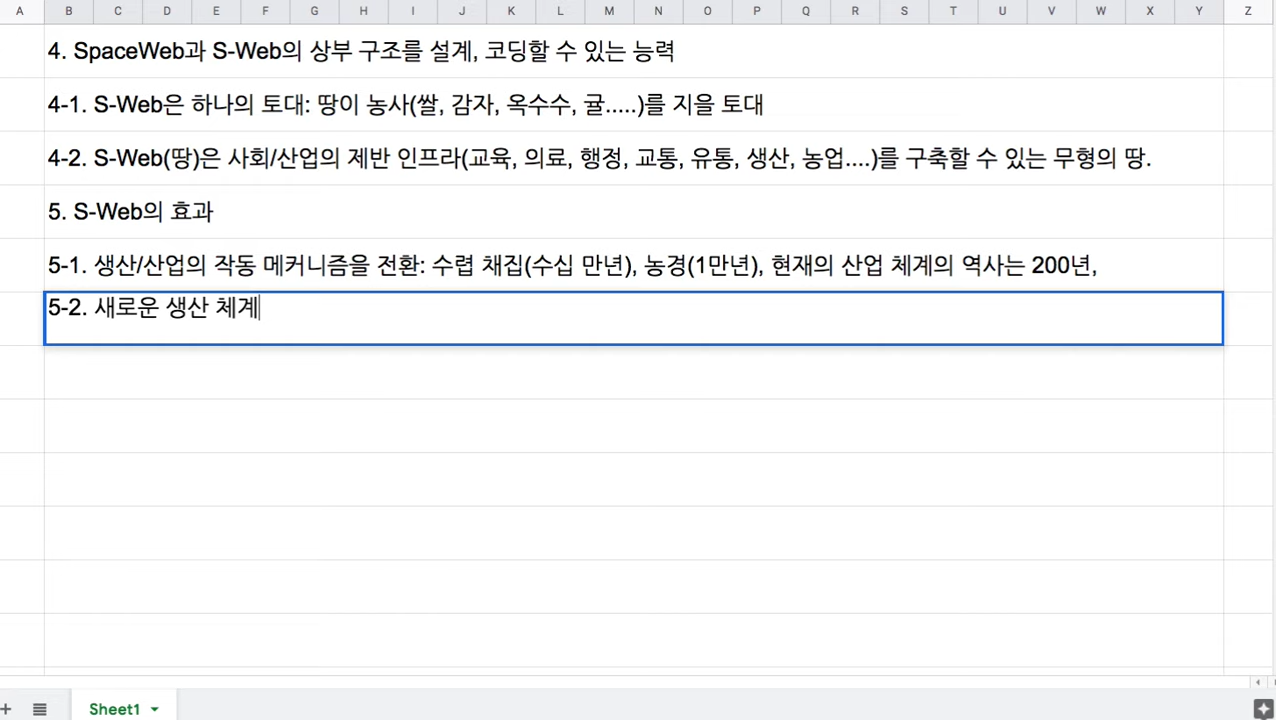 A B C D E F G H I J K L M N O P Q R S T U V W X Y Z
4. SpaceWeb과 S-Web의 상부 구조를 설계, 코딩할 수 있는 능력
4-1. S-Web은 하나의 토대: 땅이 농사(쌀, 감자, 옥수수, 귤.....)를 지을 토대
4-2. S-Web(땅)은 사회/산업의 제반 인프라(교육, 의료, 행정, 교통, 유통, 생산, 농업....)를 구축할 수 있는 무형의 땅.
5. S-Web의 효과
5-1. 생산/산업의 작동 메커니즘을 전환: 수렵 채집(수십 만년), 농경(1만년), 현재의 산업 체계의 역사는 200년,
5-2. 새로운 생산 체계
Sheet1